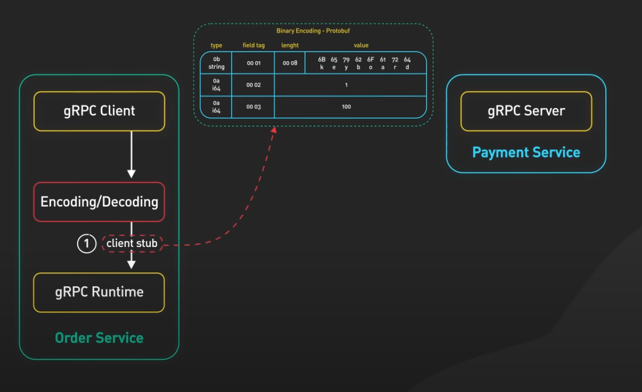 Binary Encoding - Protobuf
type field tag lenght value
0b string 00 01 00 08 6B 65 79 62 6F 61 72 64
k e y b o a r d
0a i64 00 02 1
0a i64 00 03 100
gRPC Client
Encoding/Decoding
1 client stub
gRPC Runtime
Order Service
gRPC Server
Payment Service